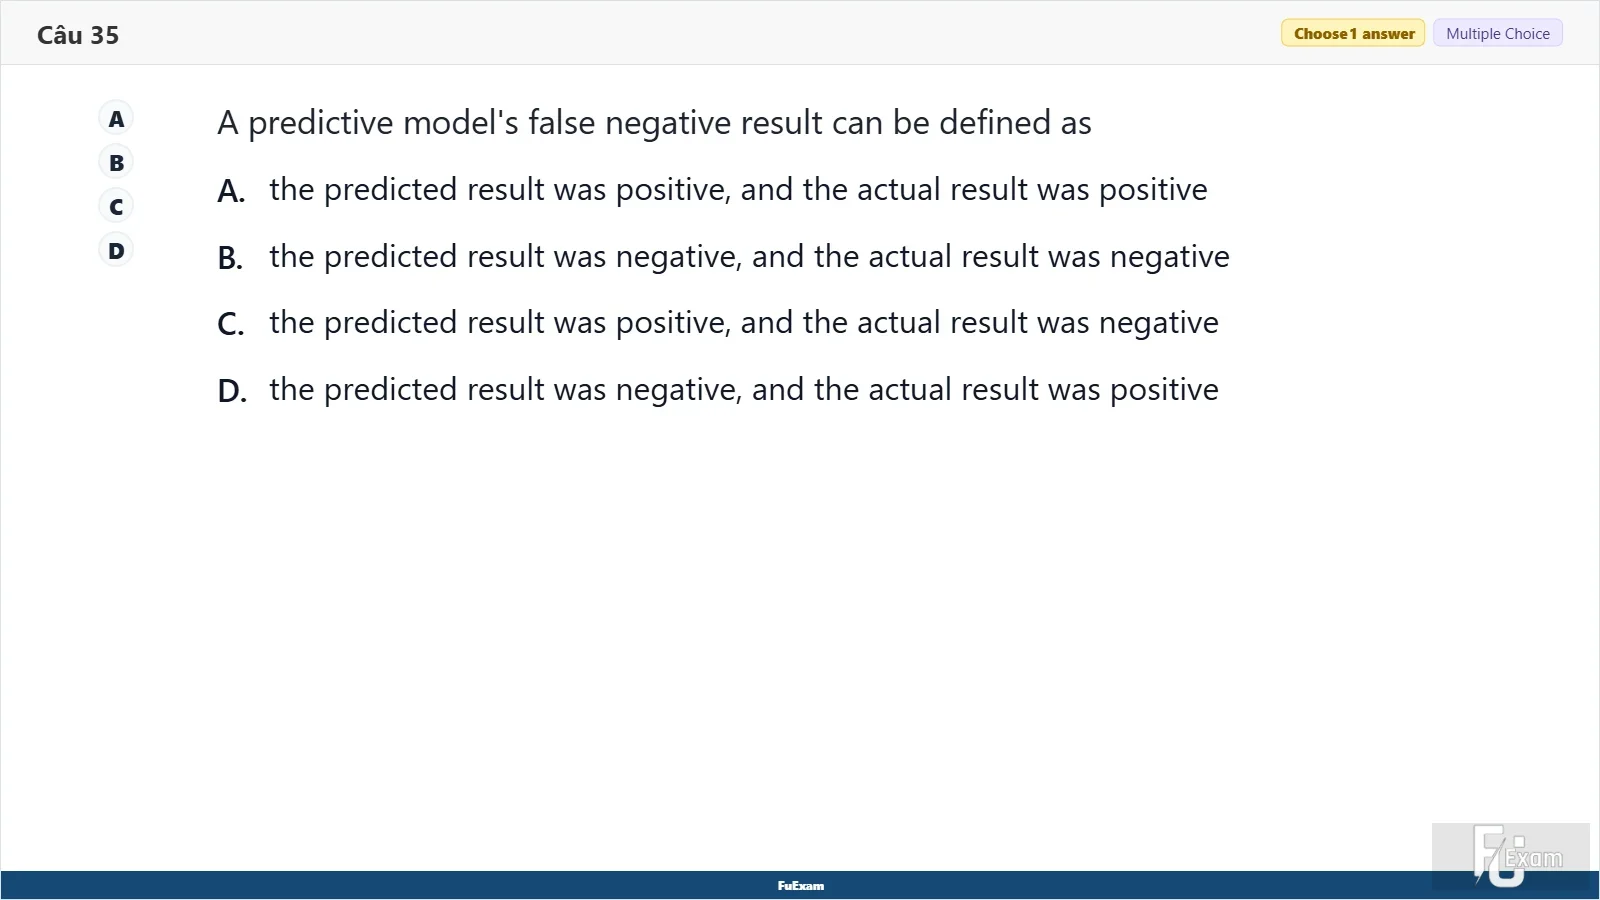 Câu 35
Choose1 answer
Multiple Choice
A
B
C
D
A predictive model's false negative result can be defined as
A. the predicted result was positive, and the actual result was positive
B. the predicted result was negative, and the actual result was negative
C. the predicted result was positive, and the actual result was negative
D. the predicted result was negative, and the actual result was positive
FU Exam
FuExam